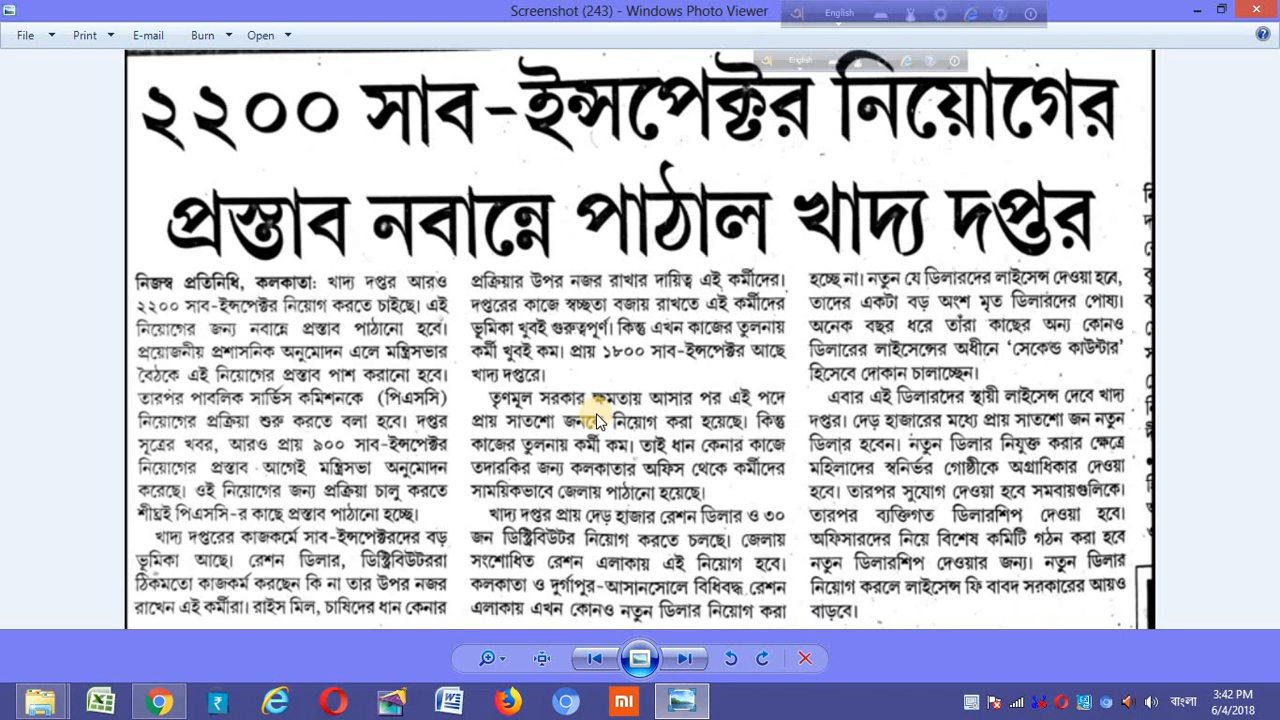 Screenshot (243) - Windows Photo Viewer
English
File Print E-mail Burn Open
English
২২০০ সাব-ইন্সপেক্টর নিয়োগের
প্রস্তাব নবান্নে পাঠাল খাদ্য দপ্তর
নিজস্ব প্রতিনিধি, কলকাতা: খাদ্য দপ্তর আরও
২২০০ সাব-ইন্সপেক্টর নিয়োগ করতে চাইছে। এই
নিয়োগের জন্য নবান্নে প্রস্তাব পাঠানো হবে।
প্রয়োজনীয় প্রশাসনিক অনুমোদন এলে মন্ত্রিসভার
বৈঠকে এই নিয়োগের প্রস্তাব পাশ করানো হবে।
তারপর পাবলিক সার্ভিস কমিশনকে (পিএসসি)
নিয়োগের প্রক্রিয়া শুরু করতে বলা হবে। দপ্তর
সূত্রের খবর, আরও প্রায় ৯০০ সাব-ইন্সপেক্টর
নিয়োগের প্রস্তাব আগেই মন্ত্রিসভা অনুমোদন
করেছে। ওই নিয়োগের জন্য প্রক্রিয়া চালু করতে
শীঘ্রই পিএসসি-র কাছে প্রস্তাব পাঠানো হচ্ছে।
খাদ্য দপ্তরের কাজকর্মে সাব-ইন্সপেক্টরদের বড়
ভূমিকা আছে। রেশন ডিলার, ডিস্ট্রিবিউটররা
ঠিকমতো কাজকর্ম করছেন কি না তার উপর নজর
রাখেন এই কর্মীরা। রাইস মিল, চাষিদের ধান কেনার
প্রক্রিয়ার উপর নজর রাখার দায়িত্ব এই কর্মীদের।
দপ্তরের কাজে স্বচ্ছতা বজায় রাখতে এই কর্মীদের
ভূমিকা খুবই গুরুত্বপূর্ণ। কিন্তু এখন কাজের তুলনায়
কর্মী খুবই কম। প্রায় ১৮০০ সাব-ইন্সপেক্টর আছে
খাদ্য দপ্তরে।
তৃণমূল সরকার ক্ষমতায় আসার পর এই পদে
প্রায় সাতশো জনকে নিয়োগ করা হয়েছে। কিন্তু
কাজের তুলনায় কর্মী কম। তাই ধান কেনার কাজে
তদারকির জন্য কলকাতার অফিস থেকে কর্মীদের
সাময়িকভাবে জেলায় পাঠানো হয়েছে।
খাদ্য দপ্তর প্রায় দেড় হাজার রেশন ডিলার ও ৩০
জন ডিস্ট্রিবিউটর নিয়োগ করতে চলছে। জেলায়
সংশোধিত রেশন এলাকায় এই নিয়োগ হবে।
কলকাতা ও দুর্গাপুর-আসানসোলে বিধিবদ্ধ রেশন
এলাকায় এখন কোনও নতুন ডিলার নিয়োগ করা
হচ্ছে না। নতুন যে ডিলারদের লাইসেন্স দেওয়া হবে,
তাদের একটা বড় অংশ মৃত ডিলারদের পোষ্য।
অনেক বছর ধরে তাঁরা কাছের অন্য কোনও
ডিলারের লাইসেন্সের অধীনে ‘সেকেন্ড কাউন্টার’
হিসেবে দোকান চালাচ্ছেন।
এবার এই ডিলারদের স্থায়ী লাইসেন্স দেবে খাদ্য
দপ্তর। দেড় হাজারের মধ্যে প্রায় সাতশো জন নতুন
ডিলার হবেন। নতুন ডিলার নিযুক্ত করার ক্ষেত্রে
মহিলাদের স্বনির্ভর গোষ্ঠীকে অগ্রাধিকার দেওয়া
হবে। তারপর সুযোগ দেওয়া হবে সমবায়গুলিকে।
তারপর ব্যক্তিগত ডিলারশিপ দেওয়া হবে।
অফিসারদের নিয়ে বিশেষ কমিটি গঠন করা হবে
নতুন ডিলারশিপ দেওয়ার জন্য। নতুন ডিলার
নিয়োগ করলে লাইসেন্স ফি বাবদ সরকারের আয়ও
বাড়বে।
বাংলা
3:42 PM
6/4/2018